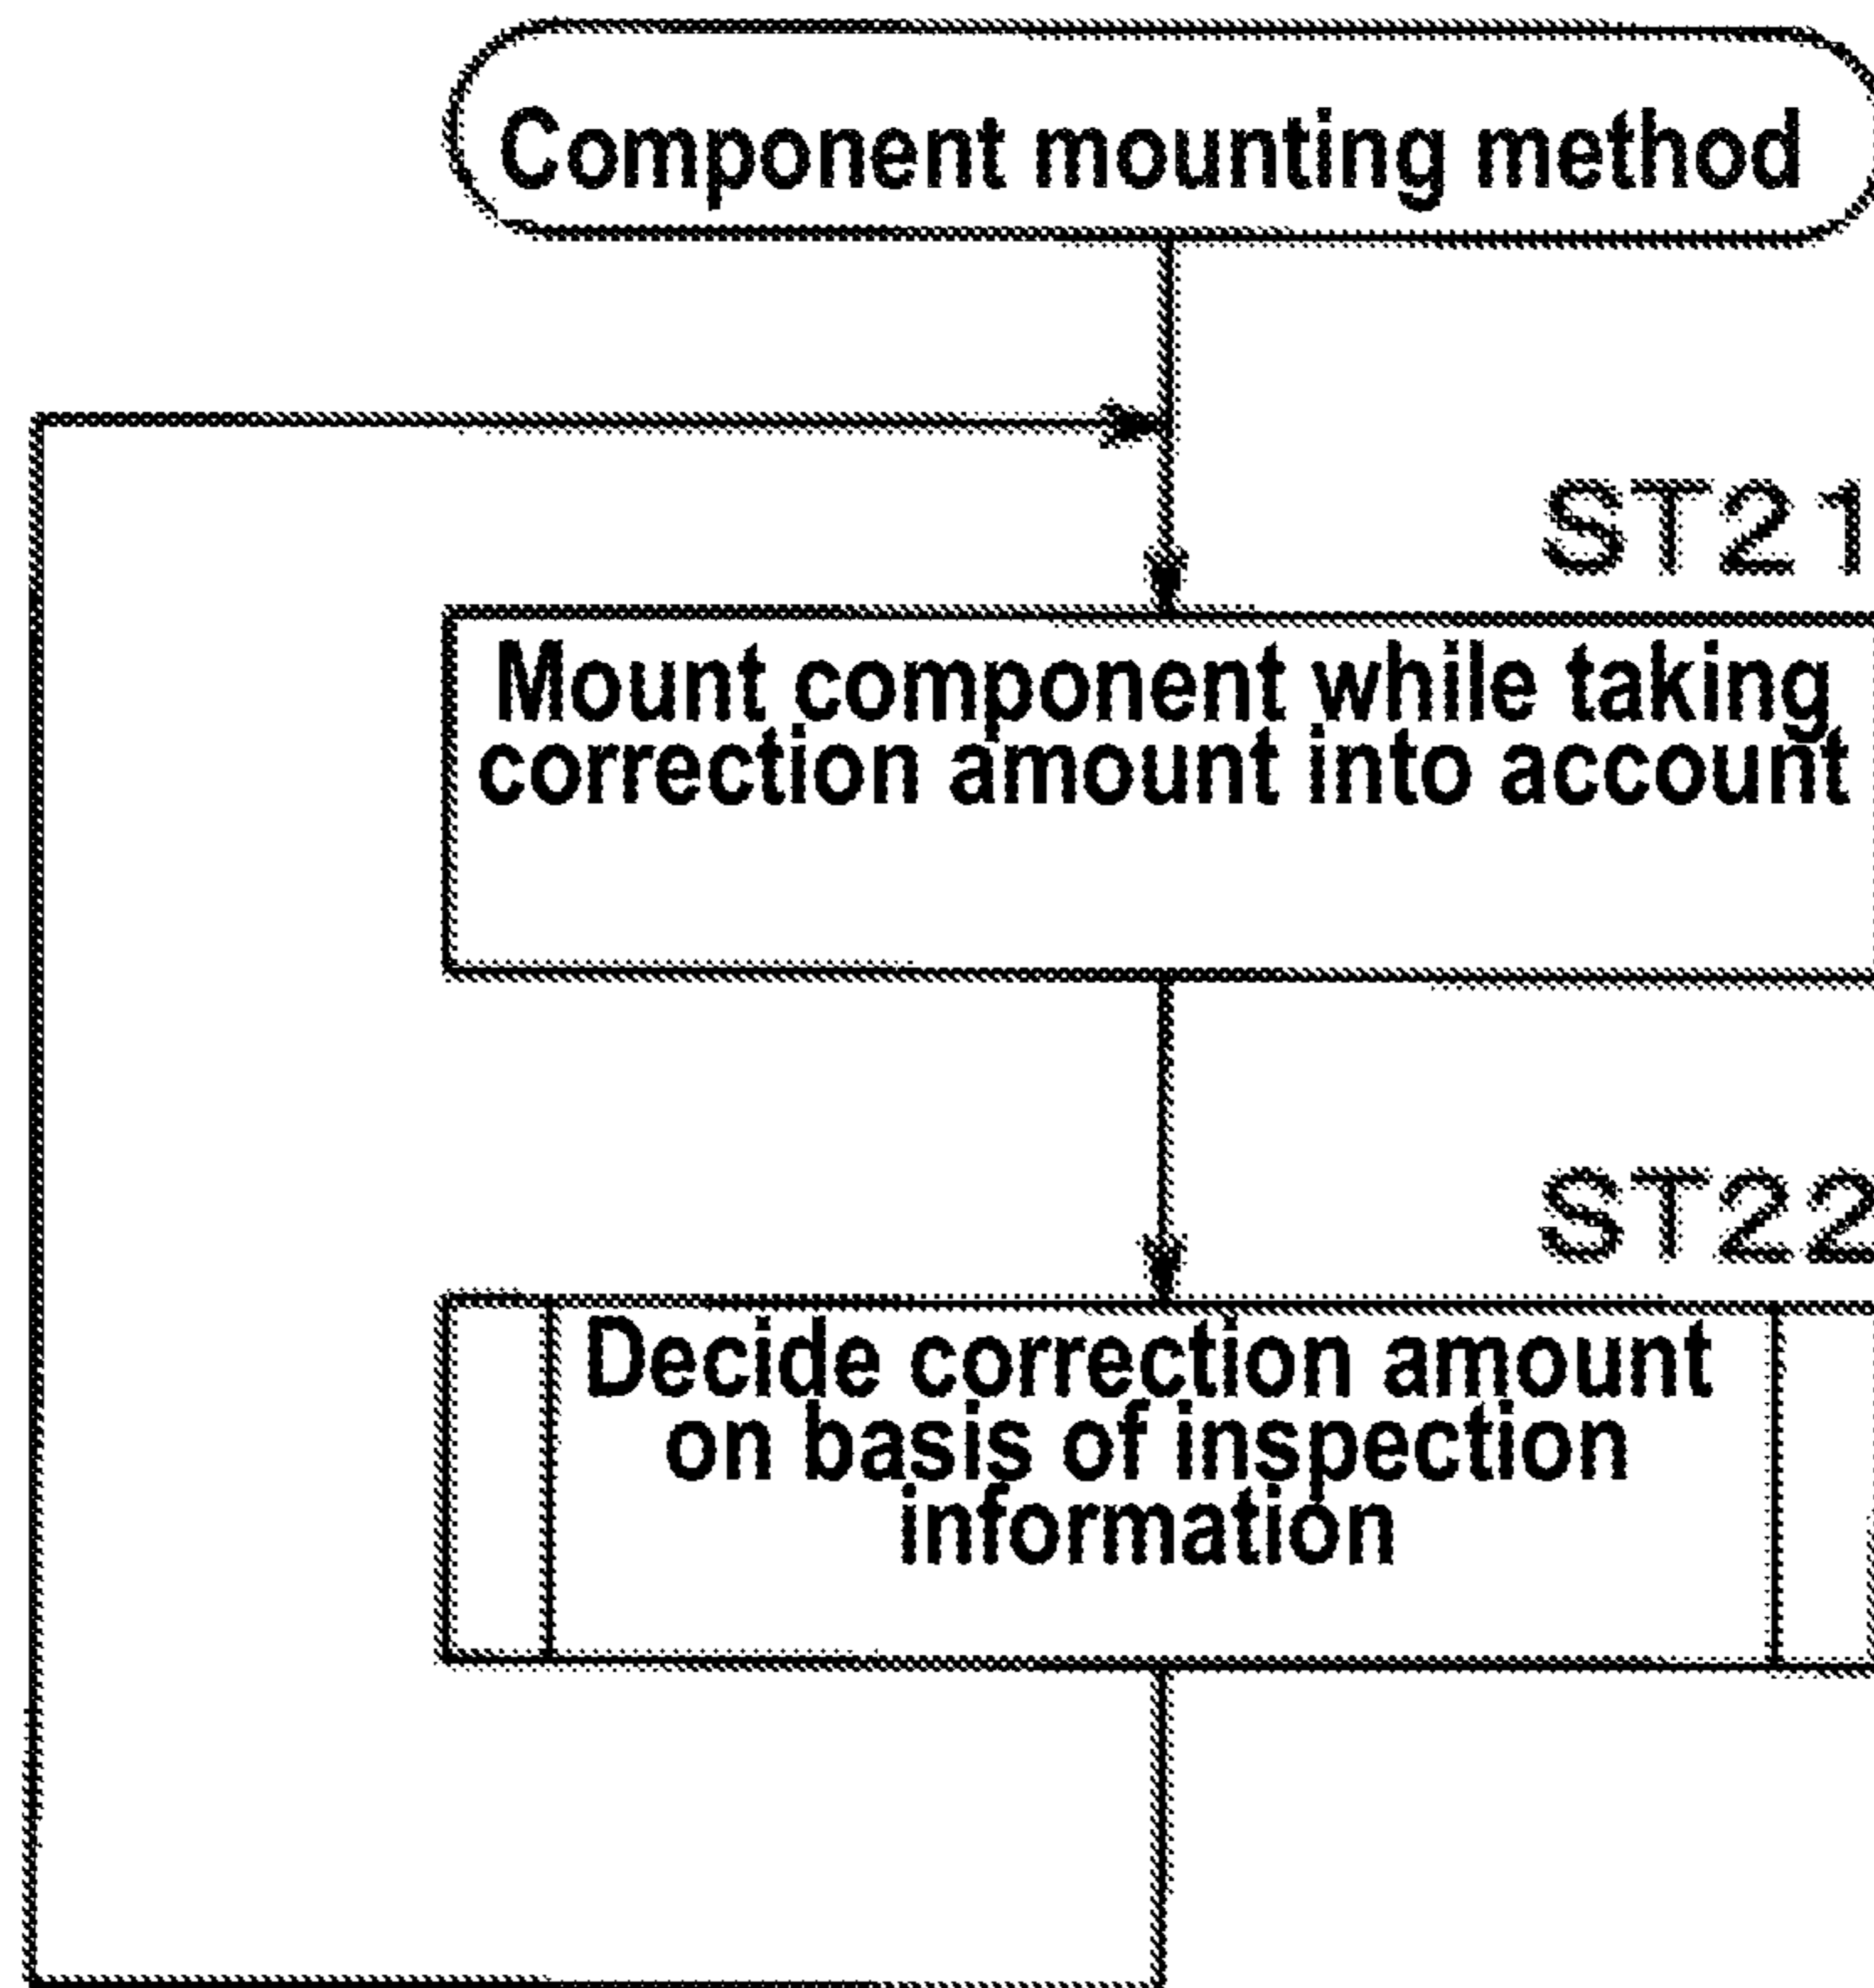 Component mounting method
ST21
Mount component while taking
correction amount into account
ST22
Decide correction amount
on basis of inspection
information